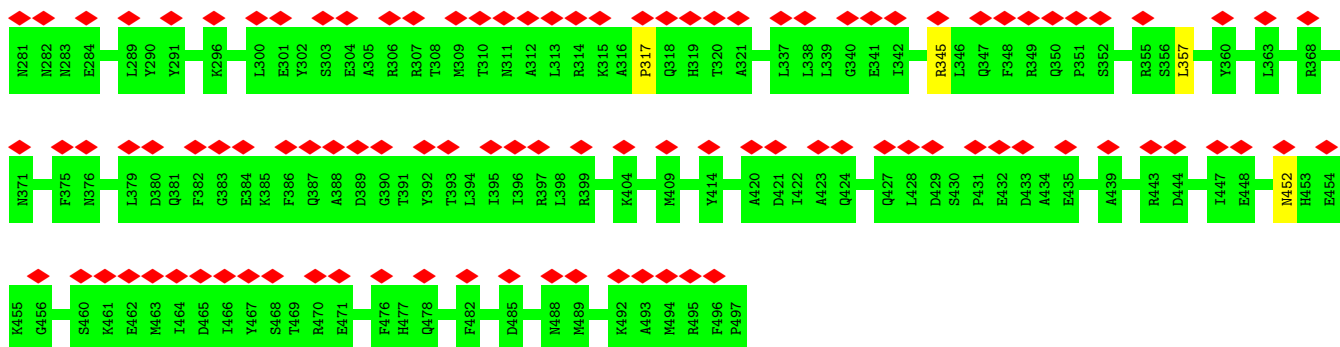 N281 N282 N283 E284 L289 Y290 Y291 K296 L300 E301 Y302 S303 E304 A305 R306 R307 T308 M309 T310 N311 A312 L313 R314 K315 A316 P317 Q318 H319 T320 A321 L337 L338 L339 G340 E341 I342 R345 L346 Q347 F348 R349 Q350 P351 S352 R355 S356 L357 Y360 L363 R368
N371 F375 N376 L379 D380 Q381 F382 G383 E384 K385 F386 Q387 A388 D389 G390 T391 Y392 T393 L394 I395 I396 R397 L398 R399 K404 M409 Y414 A420 D421 I422 A423 Q424 Q427 L428 D429 S430 P431 E432 D433 A434 E435 A439 R443 D444 I447 E448 N452 H453 E454
K455 G456 S460 K461 E462 M463 I464 D465 I466 Y467 S468 T469 R470 E471 F476 H477 Q478 F482 D485 N488 M489 K492 A493 M494 R495 F496 P497